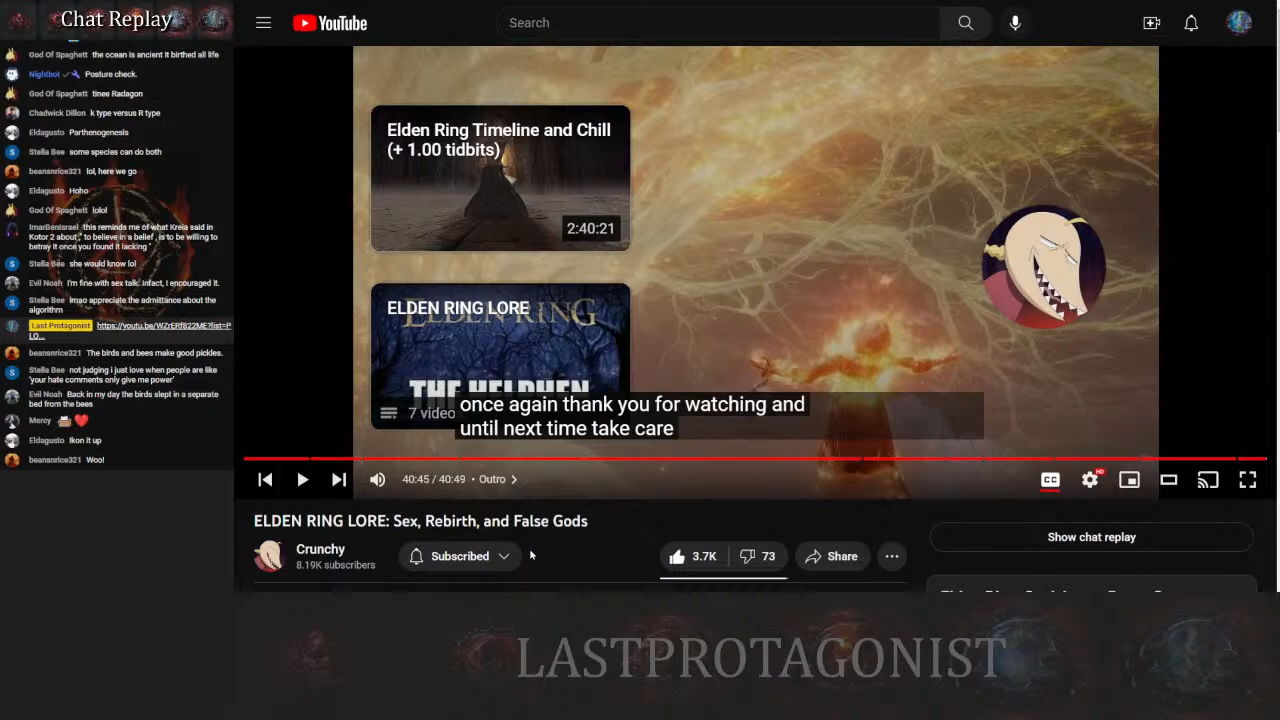 Chat Replay
God Of Spaghett the ocean is ancient it birthed all life
Nightbot Posture check.
God Of Spaghett tinee Radagon
Chadwick Dillon k type versus R type
Eldagusto Parthenogenesis
Stella Bee some species can do both
beansnrice321 lol, here we go
Eldagusto Hoho
God Of Spaghett lolol
ImarBenIsrael this reminds me of what Kreia said in
Kotor 2 about," to believe in a belief , is to be willing to
betray it once you found it lacking "
Stella Bee she would know lol
Evil Noah I'm fine with sex talk. Infact, I encouraged it.
Stella Bee lmao appreciate the admittance about the
algorithm
Last Protagonist https://youtu.be/WZrERf822ME?list=P
LO...
beansnrice321 The birds and bees make good pickles.
Stella Bee not judging i just love when people are like
'your hate comments only give me power'
Evil Noah Back in my day the birds slept in a separate
bed from the bees
Mercy
Eldagusto Ikon it up
beansnrice321 Woo!
YouTube
Search
Elden Ring Timeline and Chill
(+ 1.00 tidbits)
2:40:21
ELDEN RING LORE
ELDEN RING
7 video
once again thank you for watching and
until next time take care
40:45 / 40:49 • Outro
CC
HD
ELDEN RING LORE: Sex, Rebirth, and False Gods
Crunchy
8.19K subscribers
Subscribed
3.7K
73
Share
Show chat replay
LASTPROTAGONIST